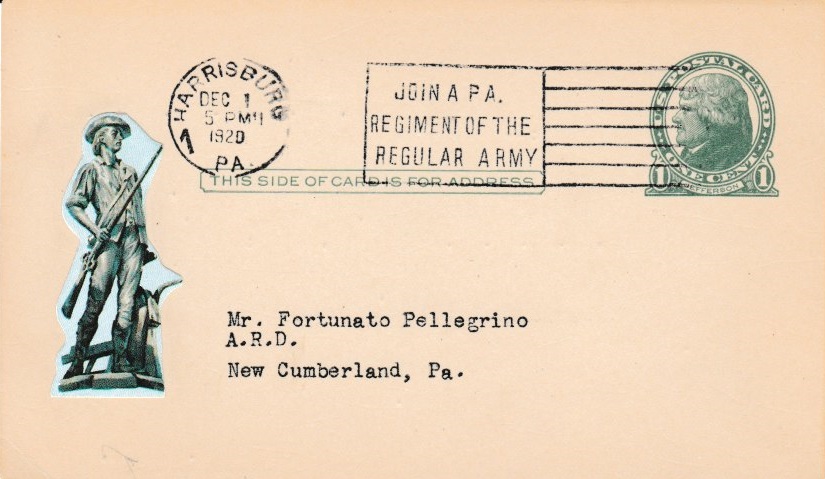 HARRISBURG
DEC 1
5 PM
1920
PA.
1
JOIN A PA.
REGIMENT OF THE
REGULAR ARMY
U.S. POSTAL CARD
1 ONE CENT 1
JEFFERSON
THIS SIDE OF CARD IS FOR ADDRESS
Mr. Fortunato Pellegrino
A.R.D.
New Cumberland, Pa.